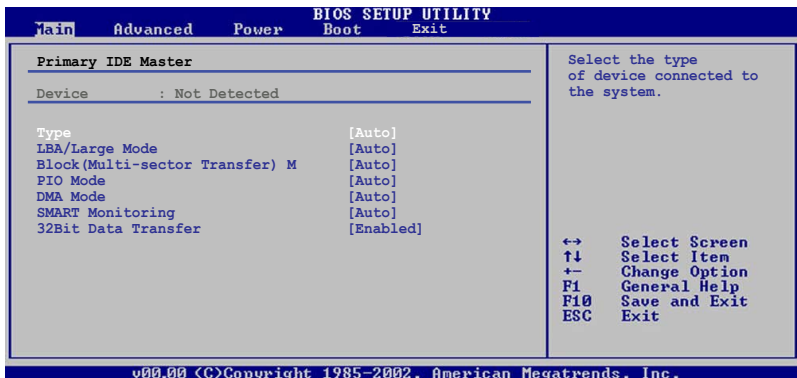 BIOS SETUP UTILITY
Main Advanced Power Boot Exit
Primary IDE Master
Device : Not Detected
Type [Auto]
LBA/Large Mode [Auto]
Block(Multi-sector Transfer) M [Auto]
PIO Mode [Auto]
DMA Mode [Auto]
SMART Monitoring [Auto]
32Bit Data Transfer [Enabled]
Select the type
of device connected to
the system.
←→ Select Screen
↑↓ Select Item
+- Change Option
F1 General Help
F10 Save and Exit
ESC Exit
v00.00 (C)Copyright 1985-2002, American Megatrends, Inc.